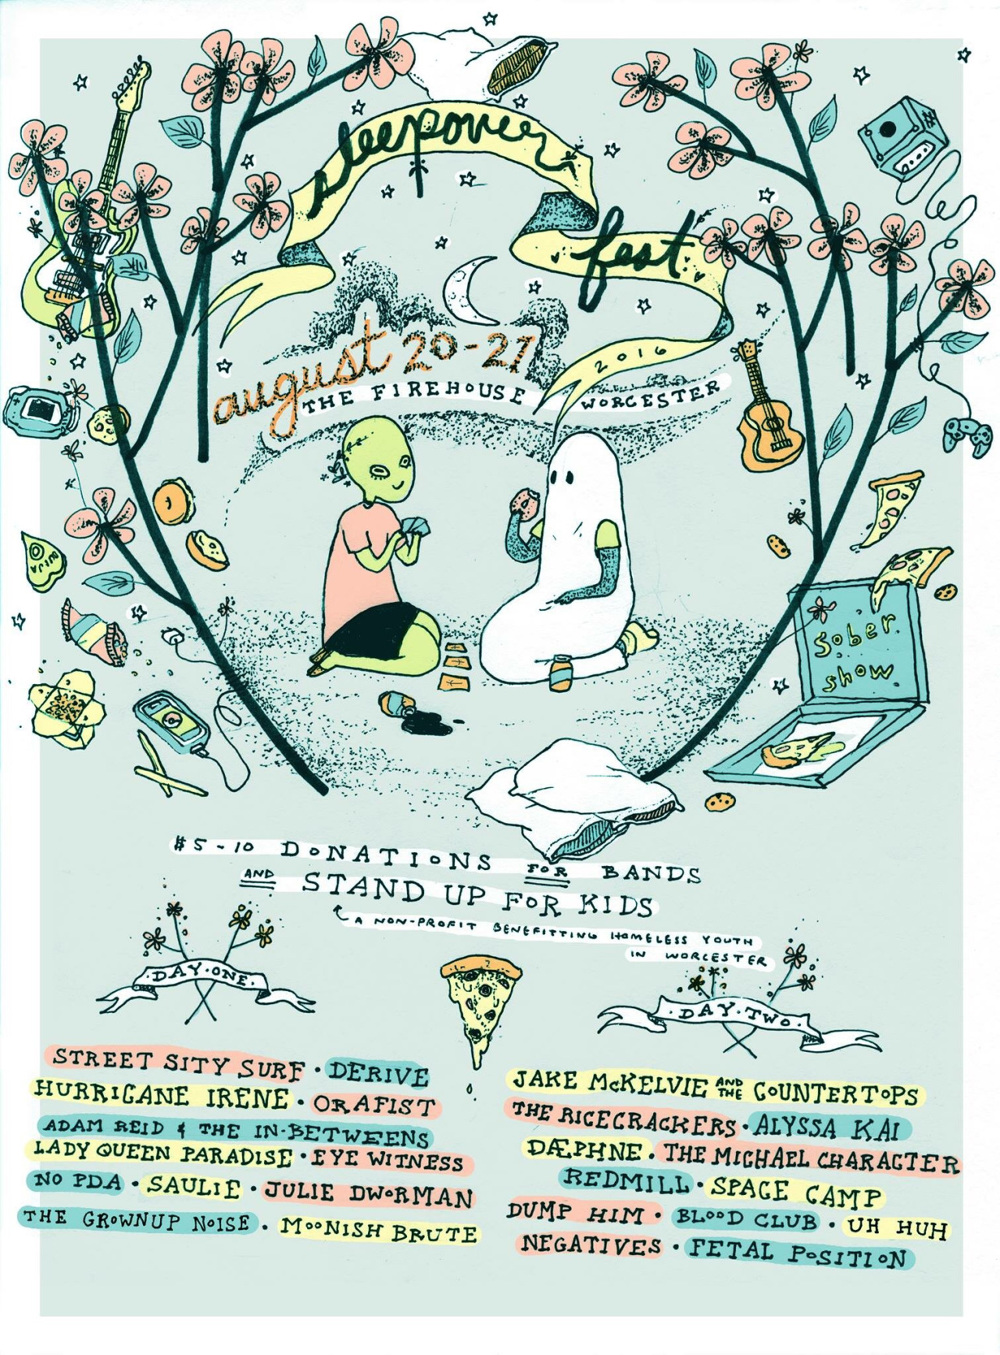 sleepover
fest
2016
august 20-21
THE FIREHOUSE WORCESTER
OUIJA
sober
show
$5-10 DONATIONS FOR BANDS
AND STAND UP FOR KIDS
A NON-PROFIT BENEFITTING HOMELESS YOUTH
IN WORCESTER
·DAY·ONE·
STREET SITY SURF · DERIVE
HURRICANE IRENE · ORAFIST
ADAM REID & THE IN-BETWEENS
LADY QUEEN PARADISE · EYE WITNESS
NO PDA · SAULIE · JULIE DWORMAN
THE GROWNUP NOISE · MOONISH BRUTE
·DAY·TWO·
JAKE McKELVIE AND THE COUNTERTOPS
THE RICECRACKERS · ALYSSA KAI
DÆPHNE · THE MICHAEL CHARACTER
REDMILL · SPACE CAMP
DUMP HIM · BLOOD CLUB · UH HUH
NEGATIVES · FETAL POSITION